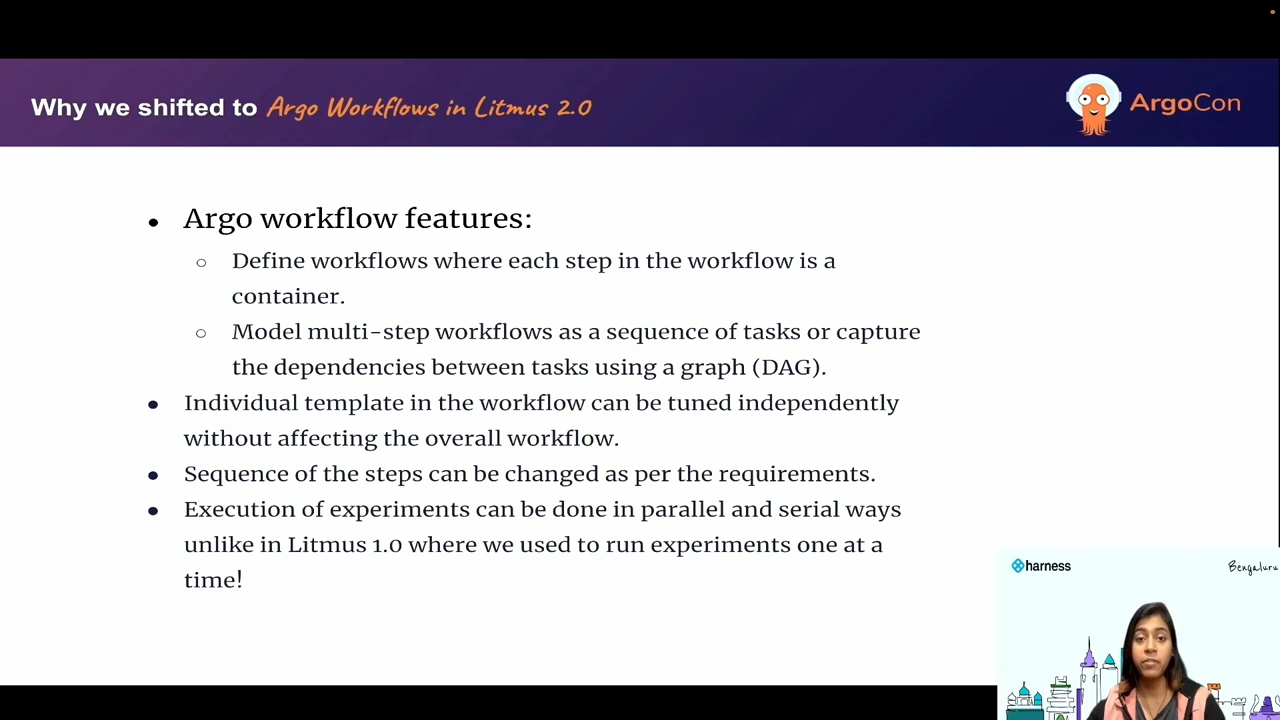 Why we shifted to Argo Workflows in Litmus 2.0
ArgoCon
● Argo workflow features:
○ Define workflows where each step in the workflow is a
container.
○ Model multi-step workflows as a sequence of tasks or capture
the dependencies between tasks using a graph (DAG).
● Individual template in the workflow can be tuned independently
without affecting the overall workflow.
● Sequence of the steps can be changed as per the requirements.
● Execution of experiments can be done in parallel and serial ways
unlike in Litmus 1.0 where we used to run experiments one at a
time!
harness
Bengaluru